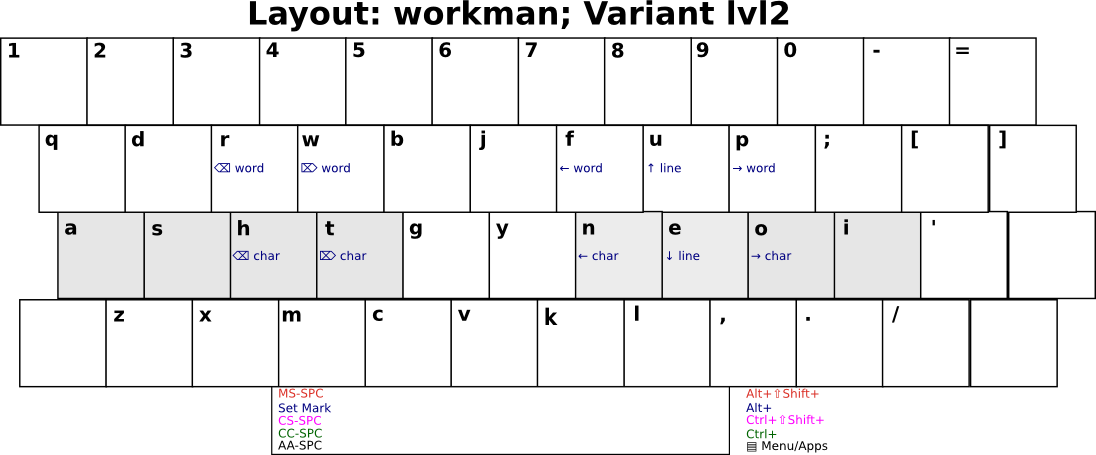 Layout: workman; Variant lvl2
1 2 3 4 5 6 7 8 9 0 - =
q d r w b j f u p ; [ ]
⌫ word ⌦ word ← word ↑ line → word
a s h t g y n e o i '
⌫ char ⌦ char ← char ↓ line → char
z x m c v k l , . /
MS-SPC Alt+⇧Shift+
Set Mark Alt+
CS-SPC Ctrl+⇧Shift+
CC-SPC Ctrl+
AA-SPC ▤ Menu/Apps